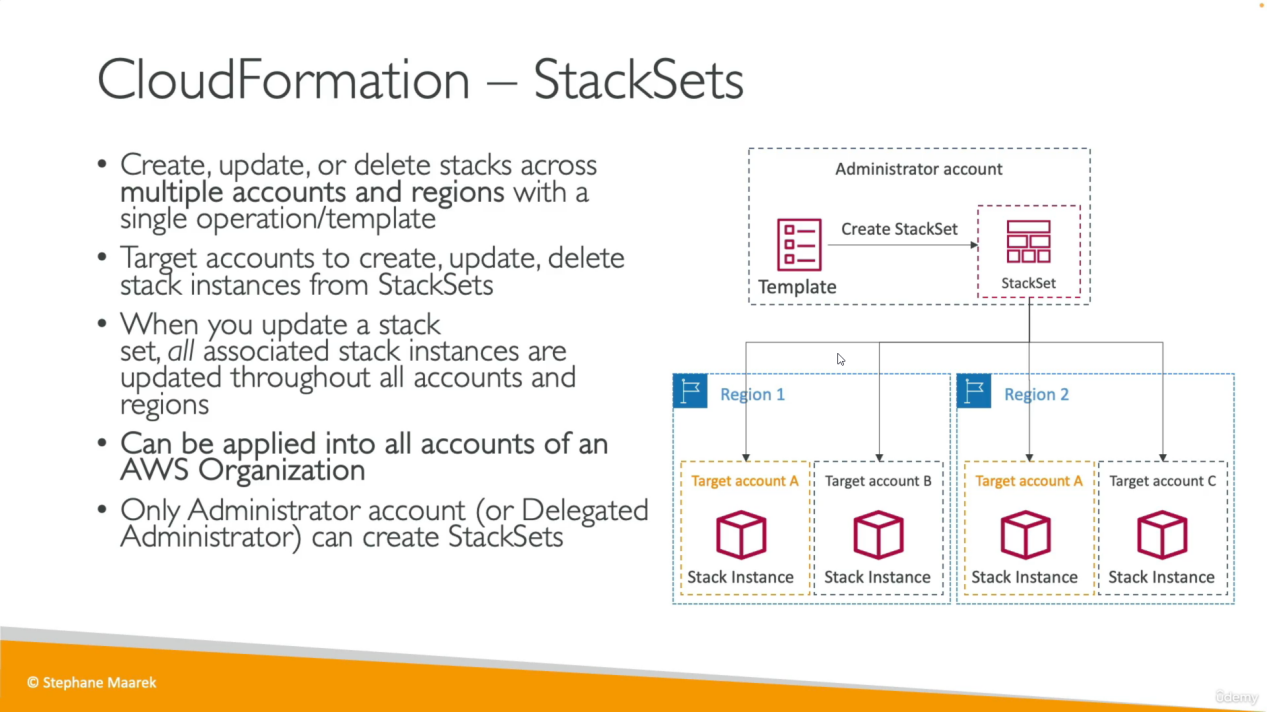 CloudFormation – StackSets
• Create, update, or delete stacks across
multiple accounts and regions with a
single operation/template
• Target accounts to create, update, delete
stack instances from StackSets
• When you update a stack
set, all associated stack instances are
updated throughout all accounts and
regions
• Can be applied into all accounts of an
AWS Organization
• Only Administrator account (or Delegated
Administrator) can create StackSets
Administrator account
Create StackSet
Template
StackSet
Region 1
Region 2
Target account A
Target account B
Target account A
Target account C
Stack Instance
Stack Instance
Stack Instance
Stack Instance
© Stephane Maarek
ûdemy